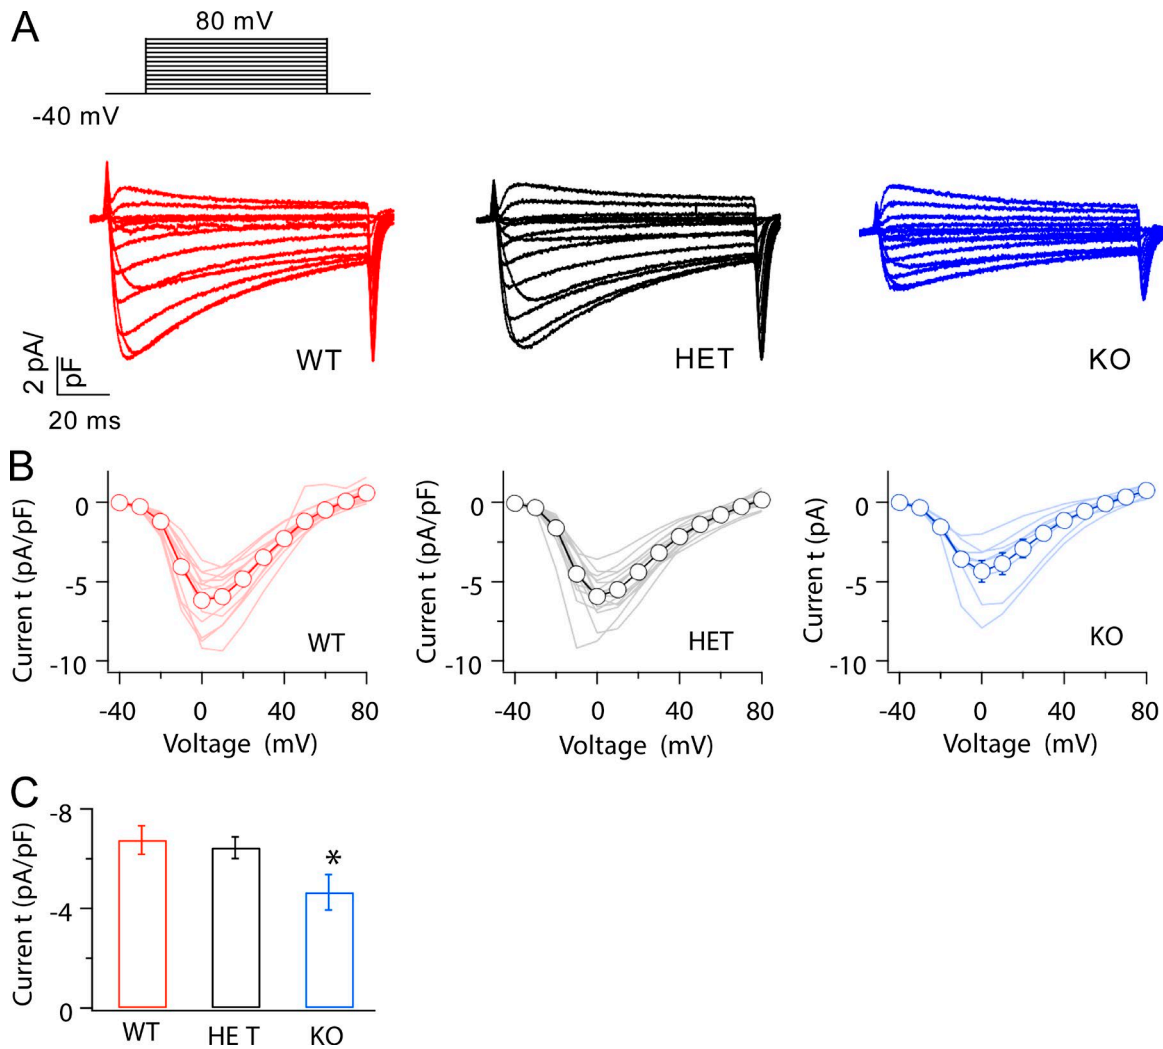 A
80 mV
-40 mV
WT
HET
KO
2 pA/
pF
20 ms
B
Curren t (pA/pF)
0
-5
-10
WT
-40 0 40 80
Voltage (mV)
Curren t (pA/pF)
0
-5
-10
HET
-40 0 40 80
Voltage (mV)
Curren t (pA)
0
-5
-10
KO
-40 0 40 80
Voltage (mV)
C
Curren t (pA/pF)
-8
-4
0
*
WT HE T KO